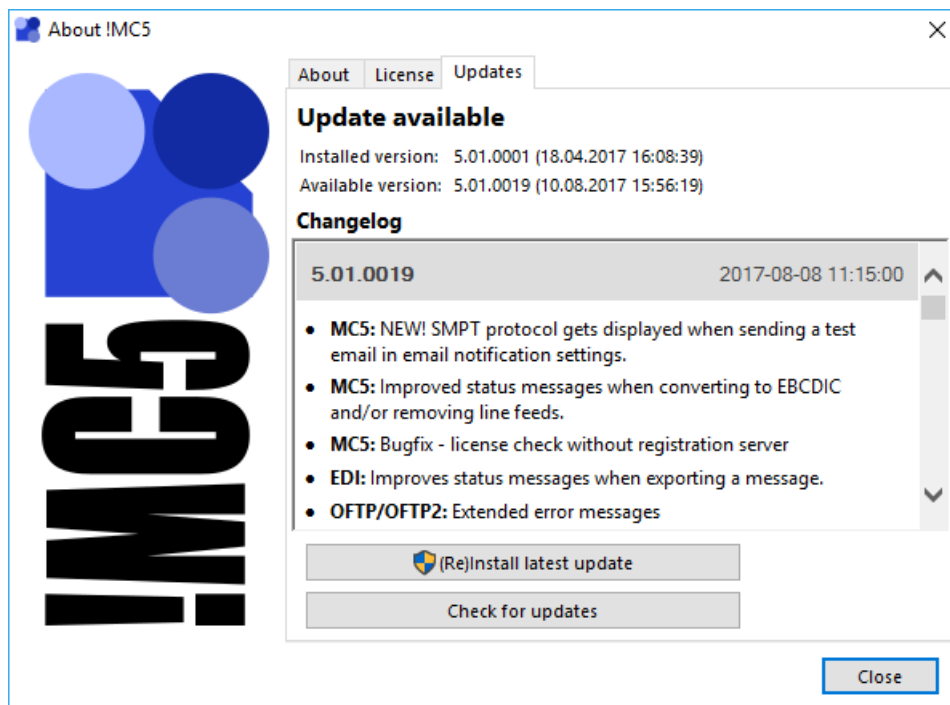 About !MC5
About License Updates
Update available
Installed version: 5.01.0001 (18.04.2017 16:08:39)
Available version: 5.01.0019 (10.08.2017 15:56:19)
Changelog
5.01.0019 2017-08-08 11:15:00
• MC5: NEW! SMPT protocol gets displayed when sending a test
email in email notification settings.
• MC5: Improved status messages when converting to EBCDIC
and/or removing line feeds.
• MC5: Bugfix - license check without registration server
• EDI: Improves status messages when exporting a message.
• OFTP/OFTP2: Extended error messages
(Re)Install latest update
Check for updates
Close
!MC5